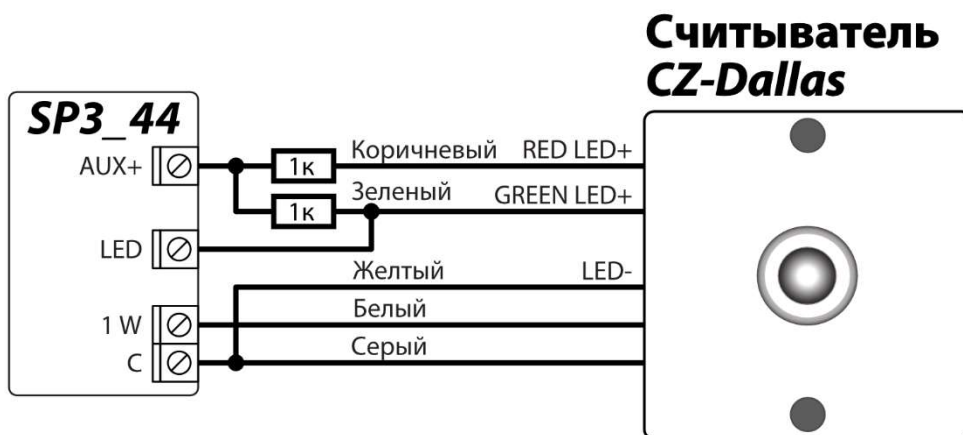 Считыватель
CZ-Dallas
SP3_44
AUX+ 1к Коричневый RED LED+
1к Зеленый GREEN LED+
LED
Желтый LED-
1 W Белый
C Серый